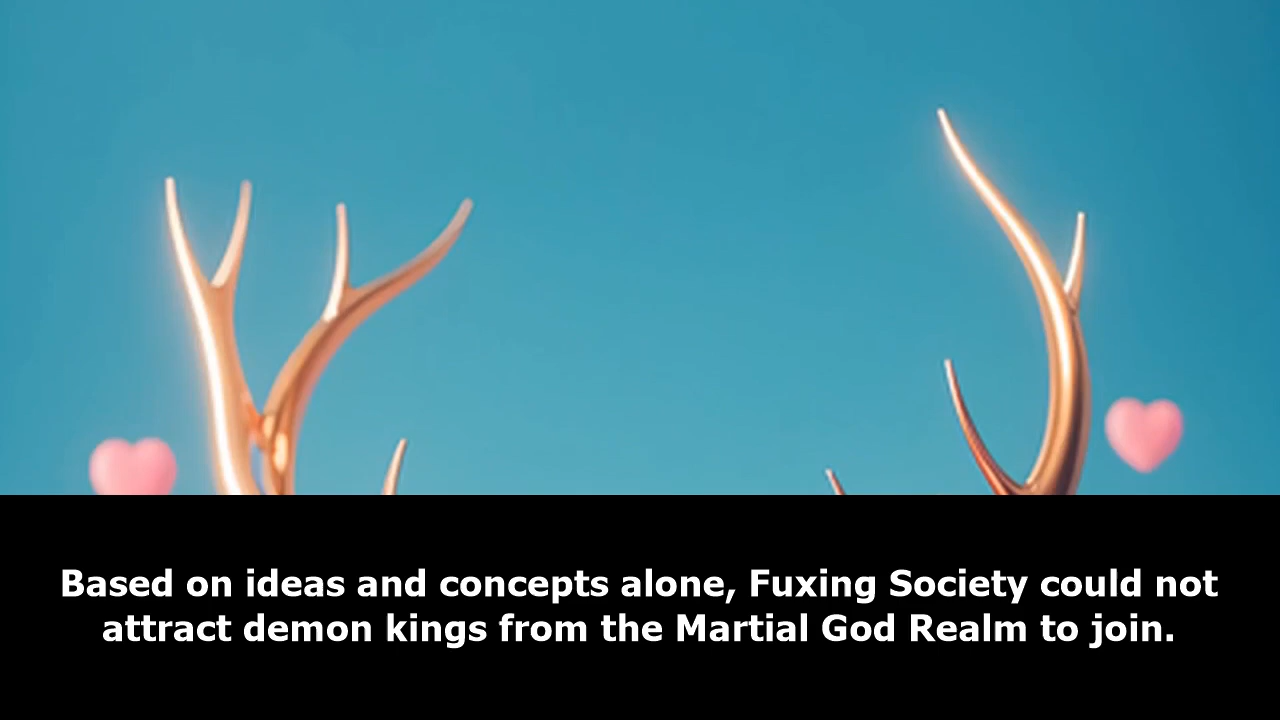 Based on ideas and concepts alone, Fuxing Society could not
attract demon kings from the Martial God Realm to join.